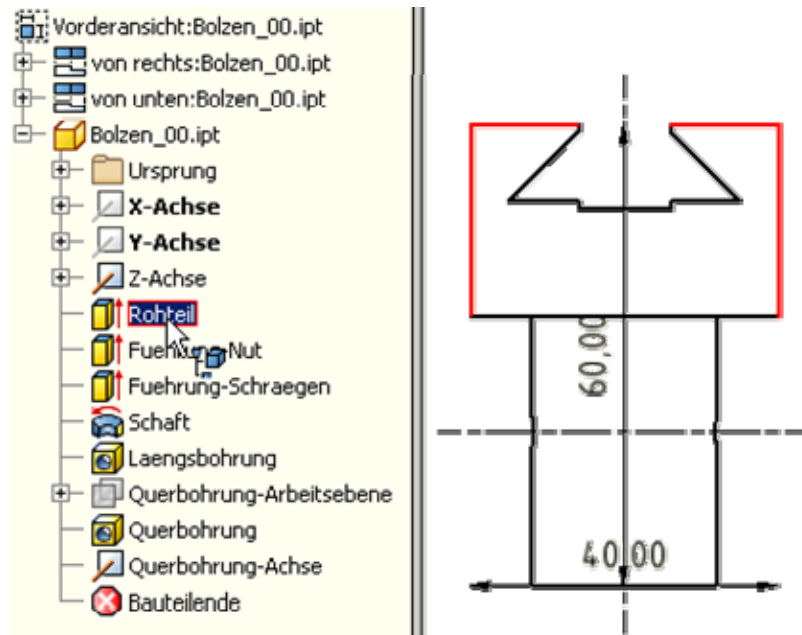 Vorderansicht:Bolzen_00.ipt
von rechts:Bolzen_00.ipt
von unten:Bolzen_00.ipt
Bolzen_00.ipt
Ursprung
X-Achse
Y-Achse
Z-Achse
Rohteil
Fuehrung-Nut
Fuehrung-Schraegen
Schaft
Laengsbohrung
Querbohrung-Arbeitsebene
Querbohrung
Querbohrung-Achse
Bauteilende
60,00
40,00